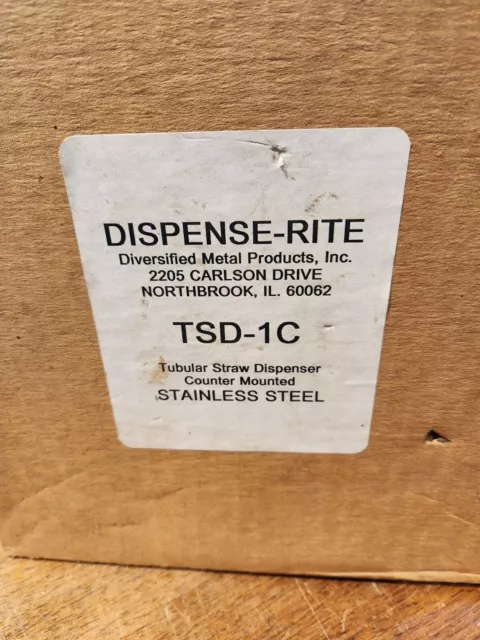 DISPENSE-RITE
Diversified Metal Products, Inc.
2205 CARLSON DRIVE
NORTHBROOK, IL. 60062
TSD-1C
Tubular Straw Dispenser
Counter Mounted
STAINLESS STEEL